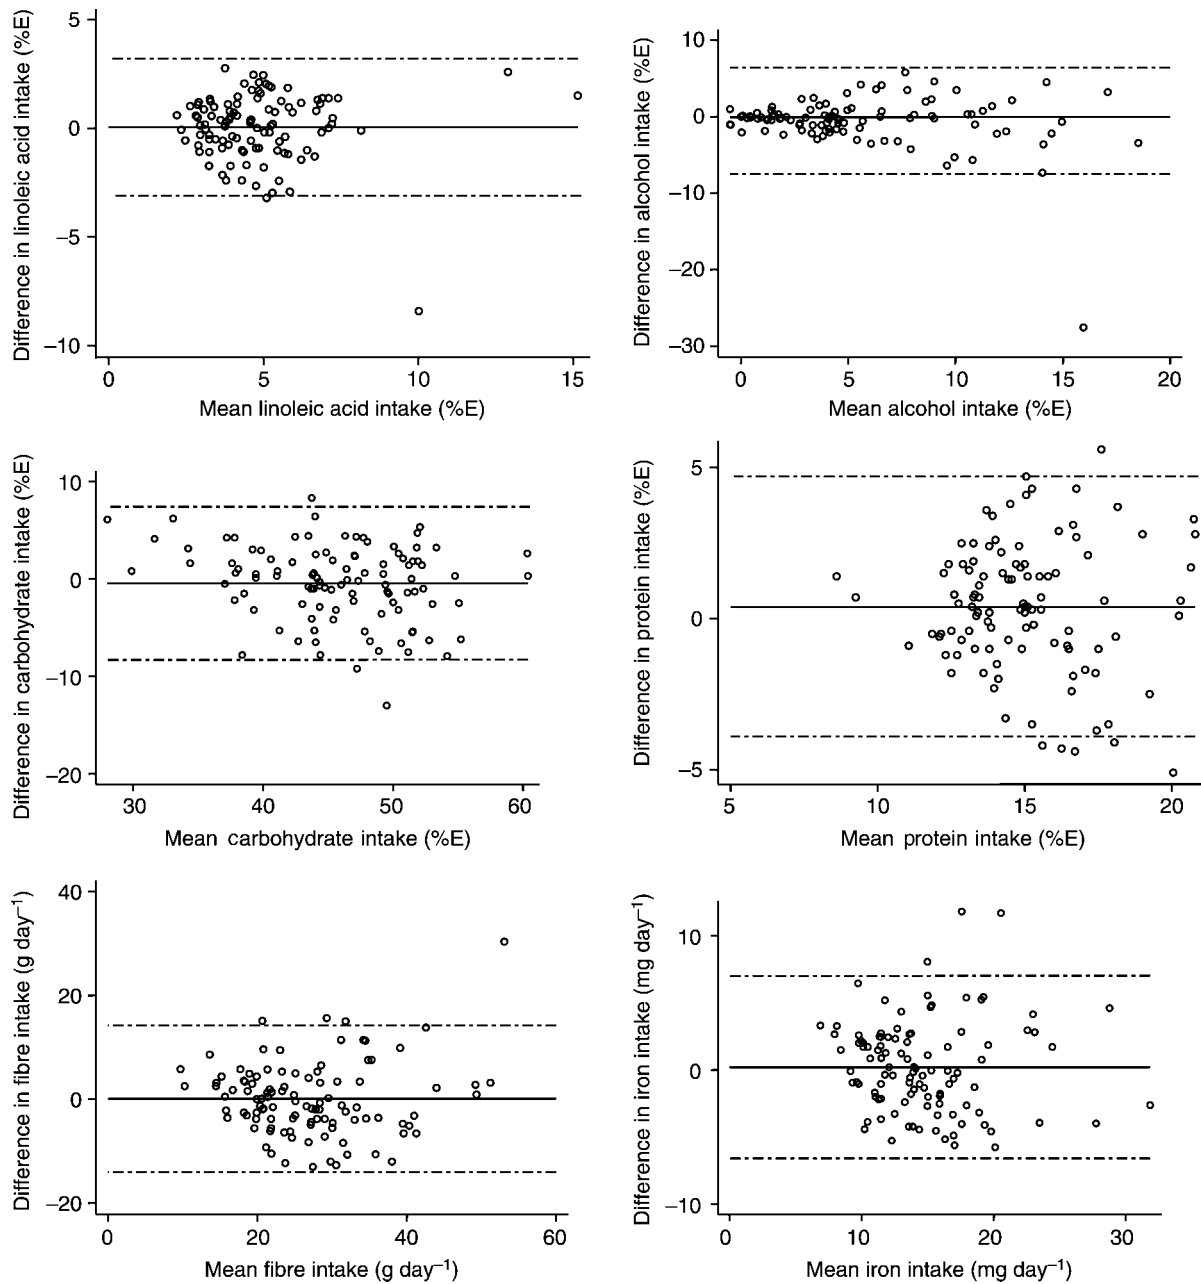 Difference in linoleic acid intake (%E)
5
0
−5
−10
0 5 10 15
Mean linoleic acid intake (%E)
Difference in alcohol intake (%E)
10
0
−10
−20
−30
0 5 10 15 20
Mean alcohol intake (%E)
Difference in carbohydrate intake (%E)
10
0
−10
−20
30 40 50 60
Mean carbohydrate intake (%E)
Difference in protein intake (%E)
5
0
−5
5 10 15 20
Mean protein intake (%E)
Difference in fibre intake (g day⁻¹)
40
20
0
−20
0 20 40 60
Mean fibre intake (g day⁻¹)
Difference in iron intake (mg day⁻¹)
10
0
−10
0 10 20 30
Mean iron intake (mg day⁻¹)